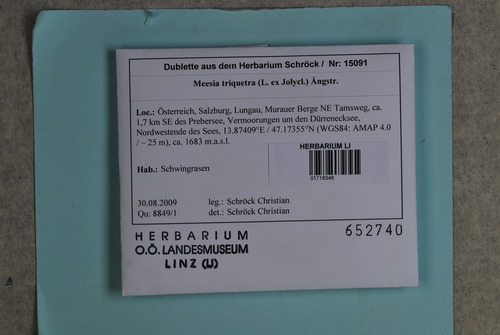 Dublette aus dem Herbarium Schröck / Nr: 15091
Meesia triquetra (L. ex Jolycl.) Ångstr.
Loc.: Österreich, Salzburg, Lungau, Murauer Berge NE Tamsweg, ca.
1,7 km SE des Prebersee, Vermoorungen um den Dürrenecksee,
Nordwestende des Sees, 13.87409°E / 47.17355°N (WGS84: AMAP 4.0
/ ~ 25 m), ca. 1683 m.a.s.l.
HERBARIUM LI
01718348
Hab.: Schwingrasen
30.08.2009 leg.: Schröck Christian
Qu: 8849/1 det.: Schröck Christian
HERBARIUM
O.Ö. LANDESMUSEUM
LINZ (U)
652740